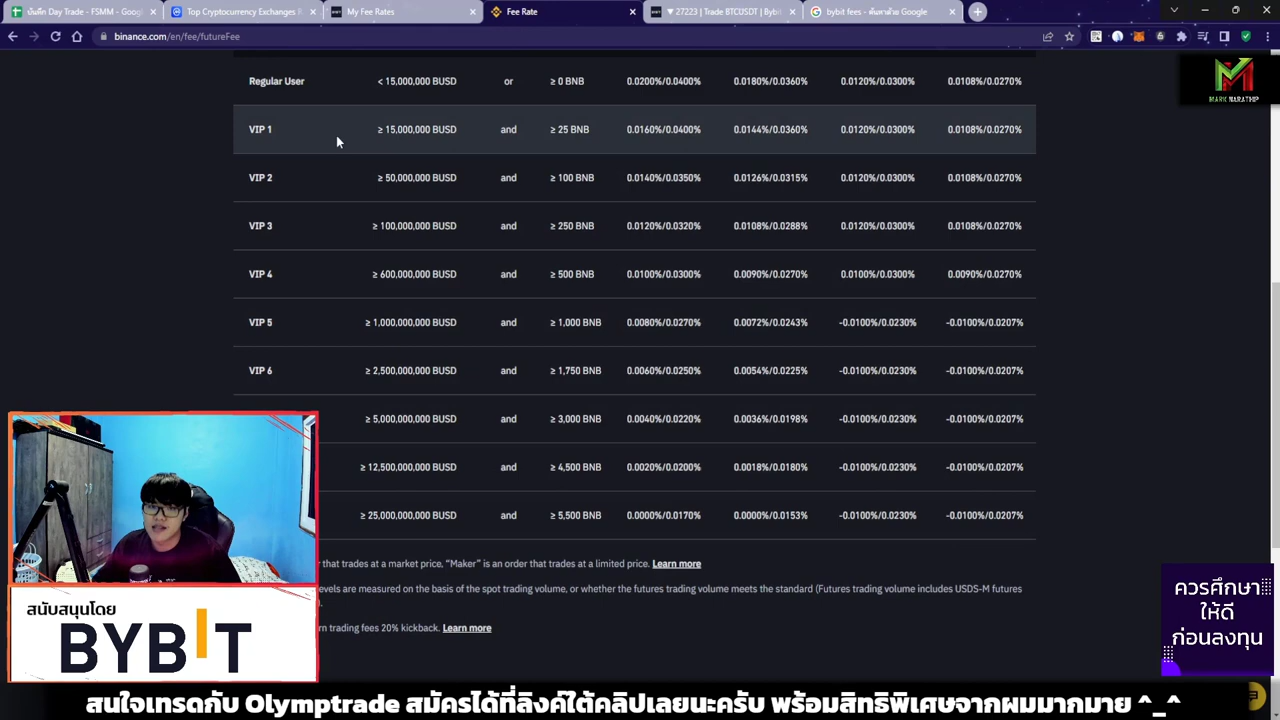 บันทึก Day Trade - FSMM - Goog
Top Cryptocurrency Exchanges R
My Fee Rates
Fee Rate
▼ 27223 | Trade BTCUSDT | Bybit
bybit fees - ค้นหาด้วย Google
binance.com/en/fee/futureFee
MARK NARATHIP
Regular User < 15,000,000 BUSD or ≥ 0 BNB 0.0200%/0.0400% 0.0180%/0.0360% 0.0120%/0.0300% 0.0108%/0.0270%
VIP 1 ≥ 15,000,000 BUSD and ≥ 25 BNB 0.0160%/0.0400% 0.0144%/0.0360% 0.0120%/0.0300% 0.0108%/0.0270%
VIP 2 ≥ 50,000,000 BUSD and ≥ 100 BNB 0.0140%/0.0350% 0.0126%/0.0315% 0.0120%/0.0300% 0.0108%/0.0270%
VIP 3 ≥ 100,000,000 BUSD and ≥ 250 BNB 0.0120%/0.0320% 0.0108%/0.0288% 0.0120%/0.0300% 0.0108%/0.0270%
VIP 4 ≥ 600,000,000 BUSD and ≥ 500 BNB 0.0100%/0.0300% 0.0090%/0.0270% 0.0100%/0.0300% 0.0090%/0.0270%
VIP 5 ≥ 1,000,000,000 BUSD and ≥ 1,000 BNB 0.0080%/0.0270% 0.0072%/0.0243% -0.0100%/0.0230% -0.0100%/0.0207%
VIP 6 ≥ 2,500,000,000 BUSD and ≥ 1,750 BNB 0.0060%/0.0250% 0.0054%/0.0225% -0.0100%/0.0230% -0.0100%/0.0207%
≥ 5,000,000,000 BUSD and ≥ 3,000 BNB 0.0040%/0.0220% 0.0036%/0.0198% -0.0100%/0.0230% -0.0100%/0.0207%
≥ 12,500,000,000 BUSD and ≥ 4,500 BNB 0.0020%/0.0200% 0.0018%/0.0180% -0.0100%/0.0230% -0.0100%/0.0207%
≥ 25,000,000,000 BUSD and ≥ 5,500 BNB 0.0000%/0.0170% 0.0000%/0.0153% -0.0100%/0.0230% -0.0100%/0.0207%
that trades at a market price. “Maker” is an order that trades at a limited price. Learn more
levels are measured on the basis of the spot trading volume, or whether the futures trading volume meets the standard (Futures trading volume includes USDS-M futures
trading fees 20% kickback. Learn more
สนับสนุนโดย
BYBIT
ควรศึกษา
ให้ดี
ก่อนลงทุน
สนใจเทรดกับ Olymptrade สมัครได้ที่ลิงค์ใต้คลิปเลยนะครับ พร้อมสิทธิพิเศษจากผมมากมาย ^_^